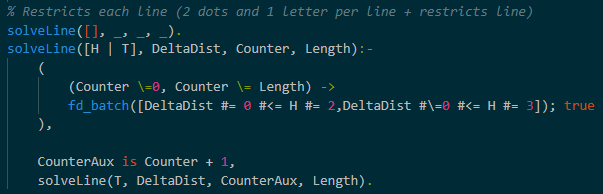 % Restricts each line (2 dots and 1 letter per line + restricts line)
solveLine([], _, _, _).
solveLine([H | T], DeltaDist, Counter, Length):-
(
(Counter \=0, Counter \= Length) ->
fd_batch([DeltaDist #= 0 #<= H #= 2,DeltaDist #\=0 #<= H #= 3]); true
),
CounterAux is Counter + 1,
solveLine(T, DeltaDist, CounterAux, Length).